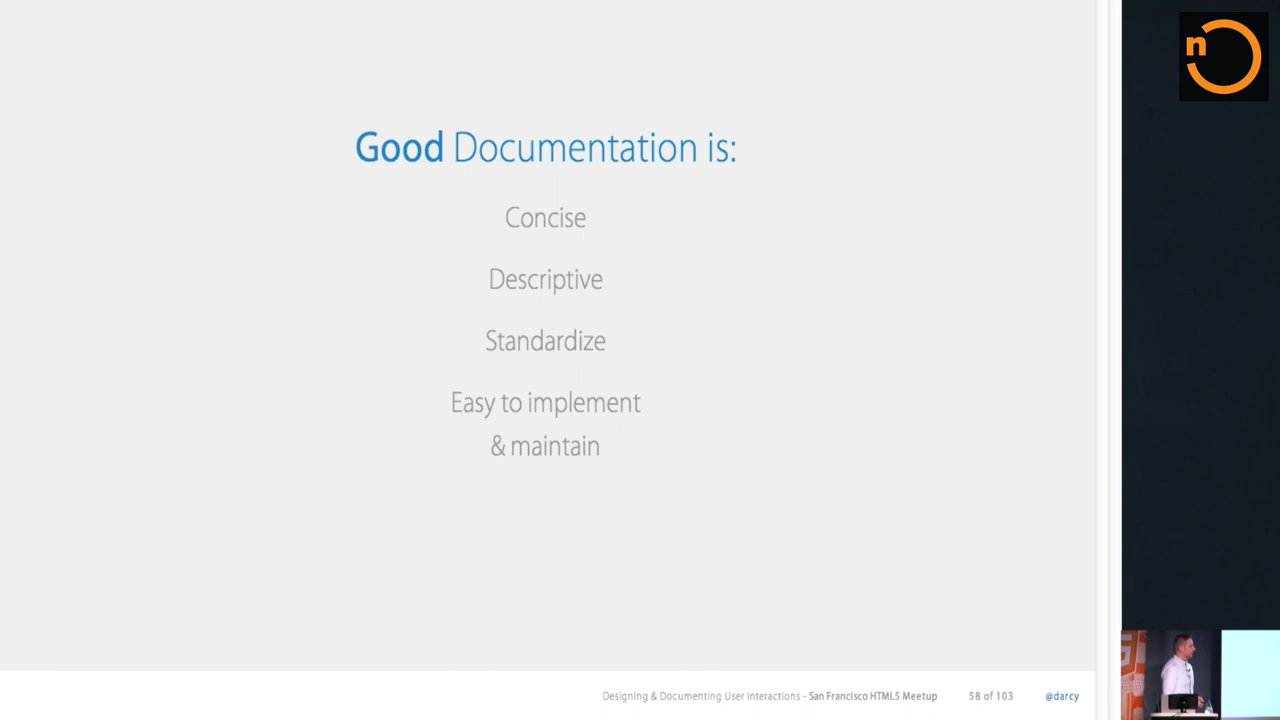 n
Good Documentation is:
Concise
Descriptive
Standardize
Easy to implement
& maintain
Designing & Documenting User Interactions - San Francisco HTML5 Meetup 58 of 103 @darcy